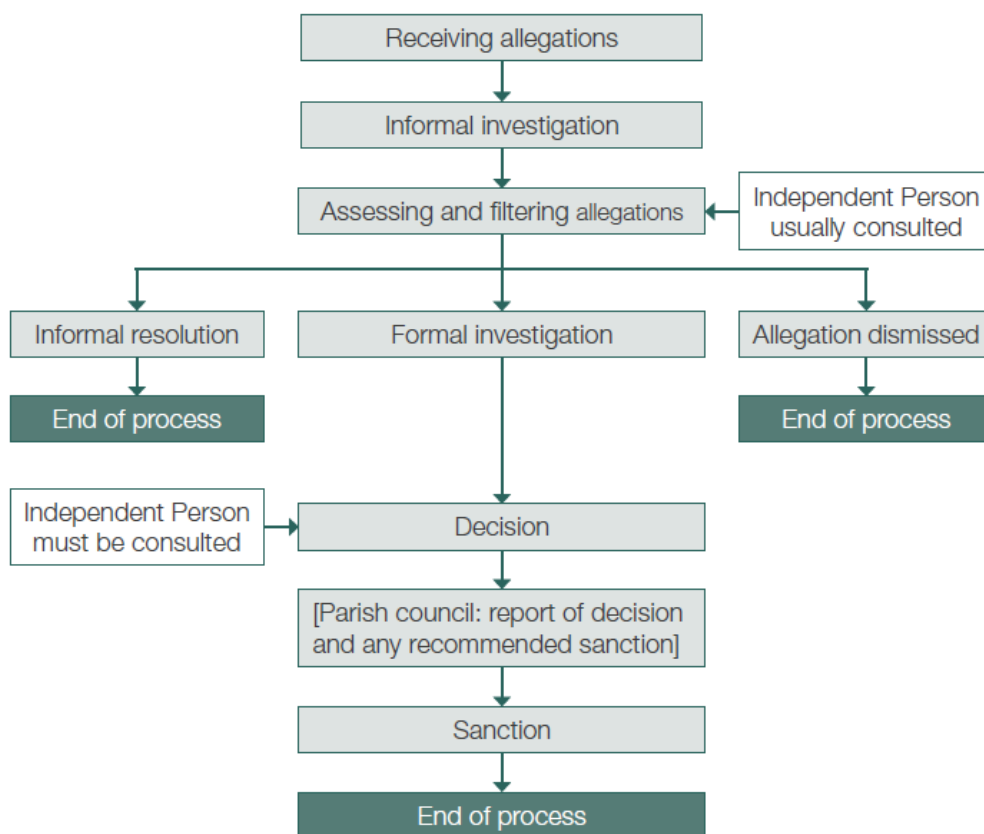 Receiving allegations
Informal investigation
Assessing and filtering allegations
Independent Person
usually consulted
Informal resolution
Formal investigation
Allegation dismissed
End of process
End of process
Independent Person
must be consulted
Decision
[Parish council: report of decision
and any recommended sanction]
Sanction
End of process